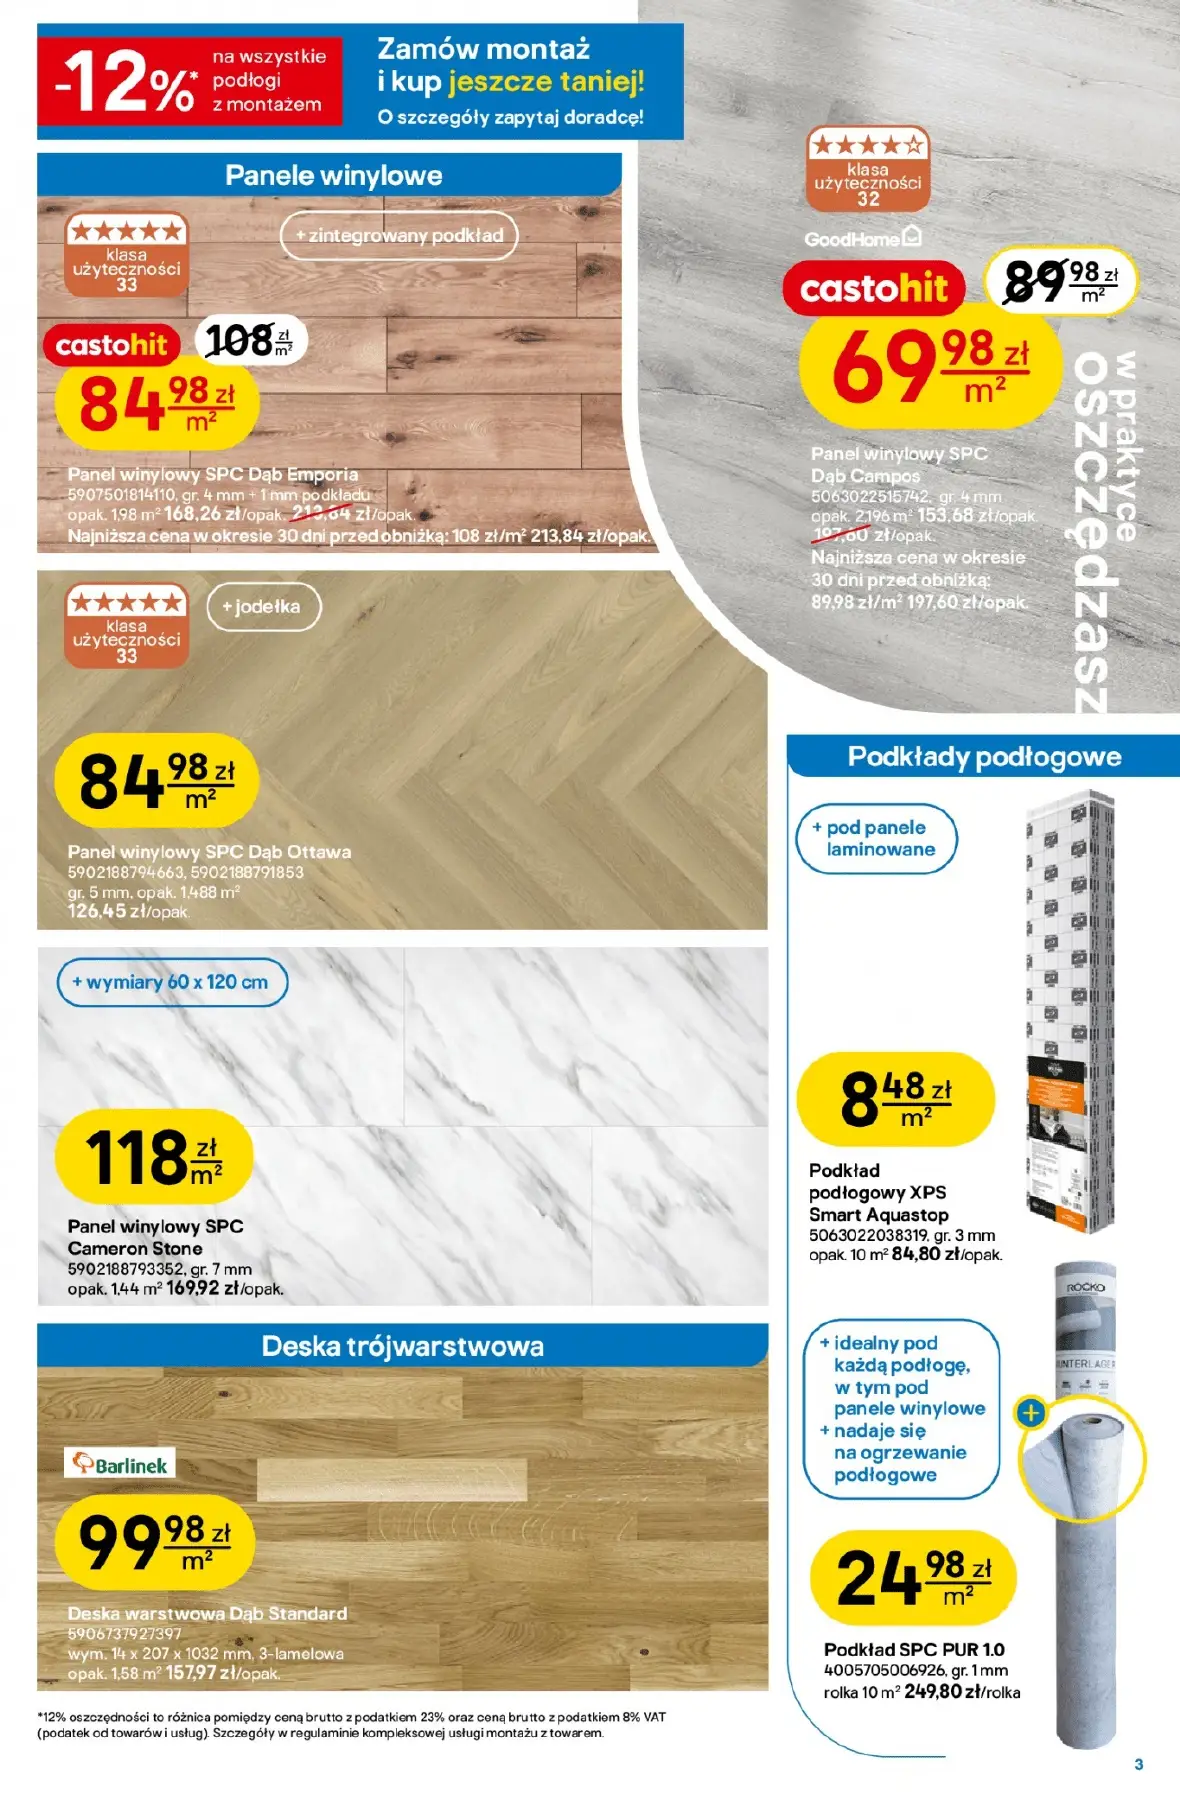 -12%*
na wszystkie
podłogi
z montażem
Zamów montaż
i kup jeszcze taniej!
O szczegóły zapytaj doradcę!
Panele winylowe
klasa
użyteczności
33
+ zintegrowany podkład
castohit
108 zł
m²
84 98 zł
m²
Panel winylowy SPC Dąb Emporia
5907501814110, gr. 4 mm + 1 mm podkładu
opak. 1,98 m² 168,26 zł/opak. 213,84 zł/opak.
Najniższa cena w okresie 30 dni przed obniżką: 108 zł/m² 213,84 zł/opak.
klasa
użyteczności
32
GoodHome
castohit
89 98 zł
m²
69 98 zł
m²
Panel winylowy SPC
Dąb Campos
5063022515742, gr. 4 mm
opak. 2,196 m² 153,68 zł/opak.
197,60 zł/opak.
Najniższa cena w okresie
30 dni przed obniżką:
89,98 zł/m² 197,60 zł/opak.
w praktyce
oszczędzasz
klasa
użyteczności
33
+ jodełka
84 98 zł
m²
Panel winylowy SPC Dąb Ottawa
5902188794663, 5902188791853
gr. 5 mm, opak. 1,488 m²
126,45 zł/opak.
+ wymiary 60 x 120 cm
118 zł
m²
Panel winylowy SPC
Cameron Stone
5902188793352, gr. 7 mm
opak. 1,44 m² 169,92 zł/opak.
Deska trójwarstwowa
Barlinek
99 98 zł
m²
Deska warstwowa Dąb Standard
5906737927397
wym. 14 x 207 x 1032 mm, 3-lamelowa
opak. 1,58 m² 157,97 zł/opak.
Podkłady podłogowe
+ pod panele
laminowane
8 48 zł
m²
Podkład
podłogowy XPS
Smart Aquastop
5063022038319, gr. 3 mm
opak. 10 m² 84,80 zł/opak.
ROCKO
UNTERLAGE
+ idealny pod
każdą podłogę,
w tym pod
panele winylowe
+ nadaje się
na ogrzewanie
podłogowe
+
24 98 zł
m²
Podkład SPC PUR 1.0
4005705006926, gr. 1 mm
rolka 10 m² 249,80 zł/rolka
*12% oszczędności to różnica pomiędzy ceną brutto z podatkiem 23% oraz ceną brutto z podatkiem 8% VAT
(podatek od towarów i usług). Szczegóły w regulaminie kompleksowej usługi montażu z towarem.
3